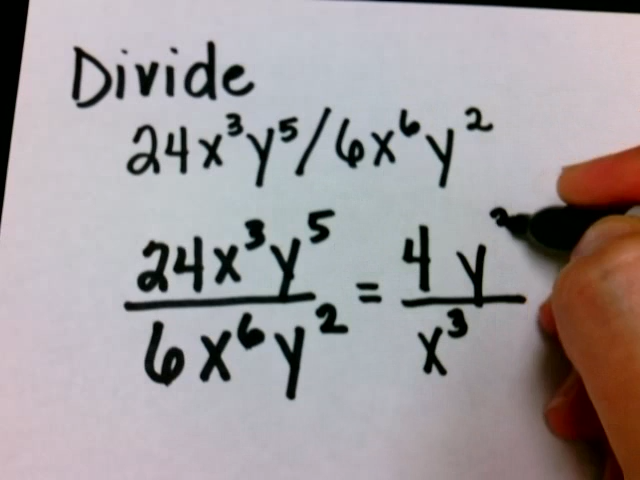 Divide
24x³y⁵/6x⁶y²
24x³y⁵ / 6x⁶y² = 4y / x³